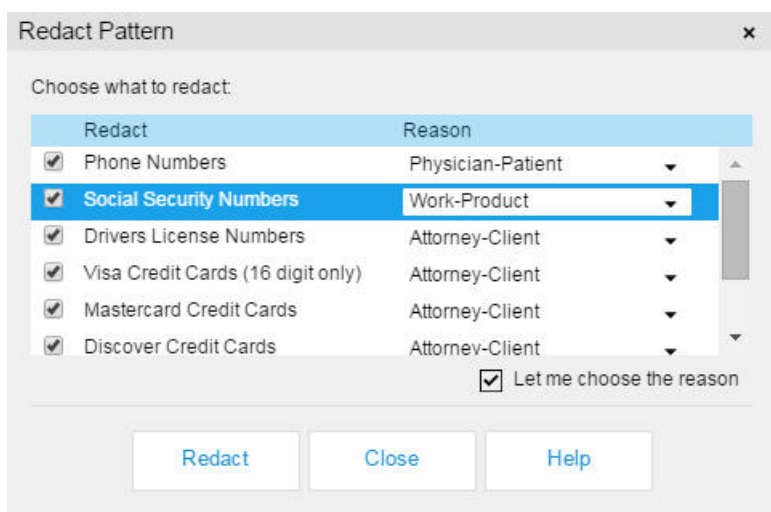 Redact Pattern ×
Choose what to redact:
Redact Reason
Phone Numbers Physician-Patient
Social Security Numbers Work-Product
Drivers License Numbers Attorney-Client
Visa Credit Cards (16 digit only) Attorney-Client
Mastercard Credit Cards Attorney-Client
Discover Credit Cards Attorney-Client
Let me choose the reason
Redact Close Help